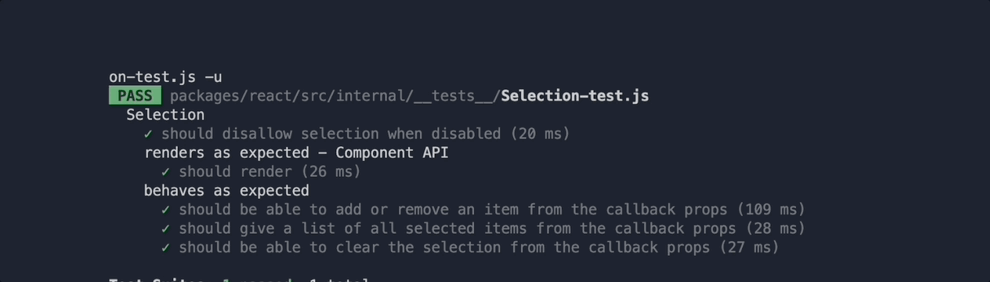 on-test.js -u
PASS packages/react/src/internal/__tests__/Selection-test.js
Selection
✓ should disallow selection when disabled (20 ms)
renders as expected - Component API
✓ should render (26 ms)
behaves as expected
✓ should be able to add or remove an item from the callback props (109 ms)
✓ should give a list of all selected items from the callback props (28 ms)
✓ should be able to clear the selection from the callback props (27 ms)